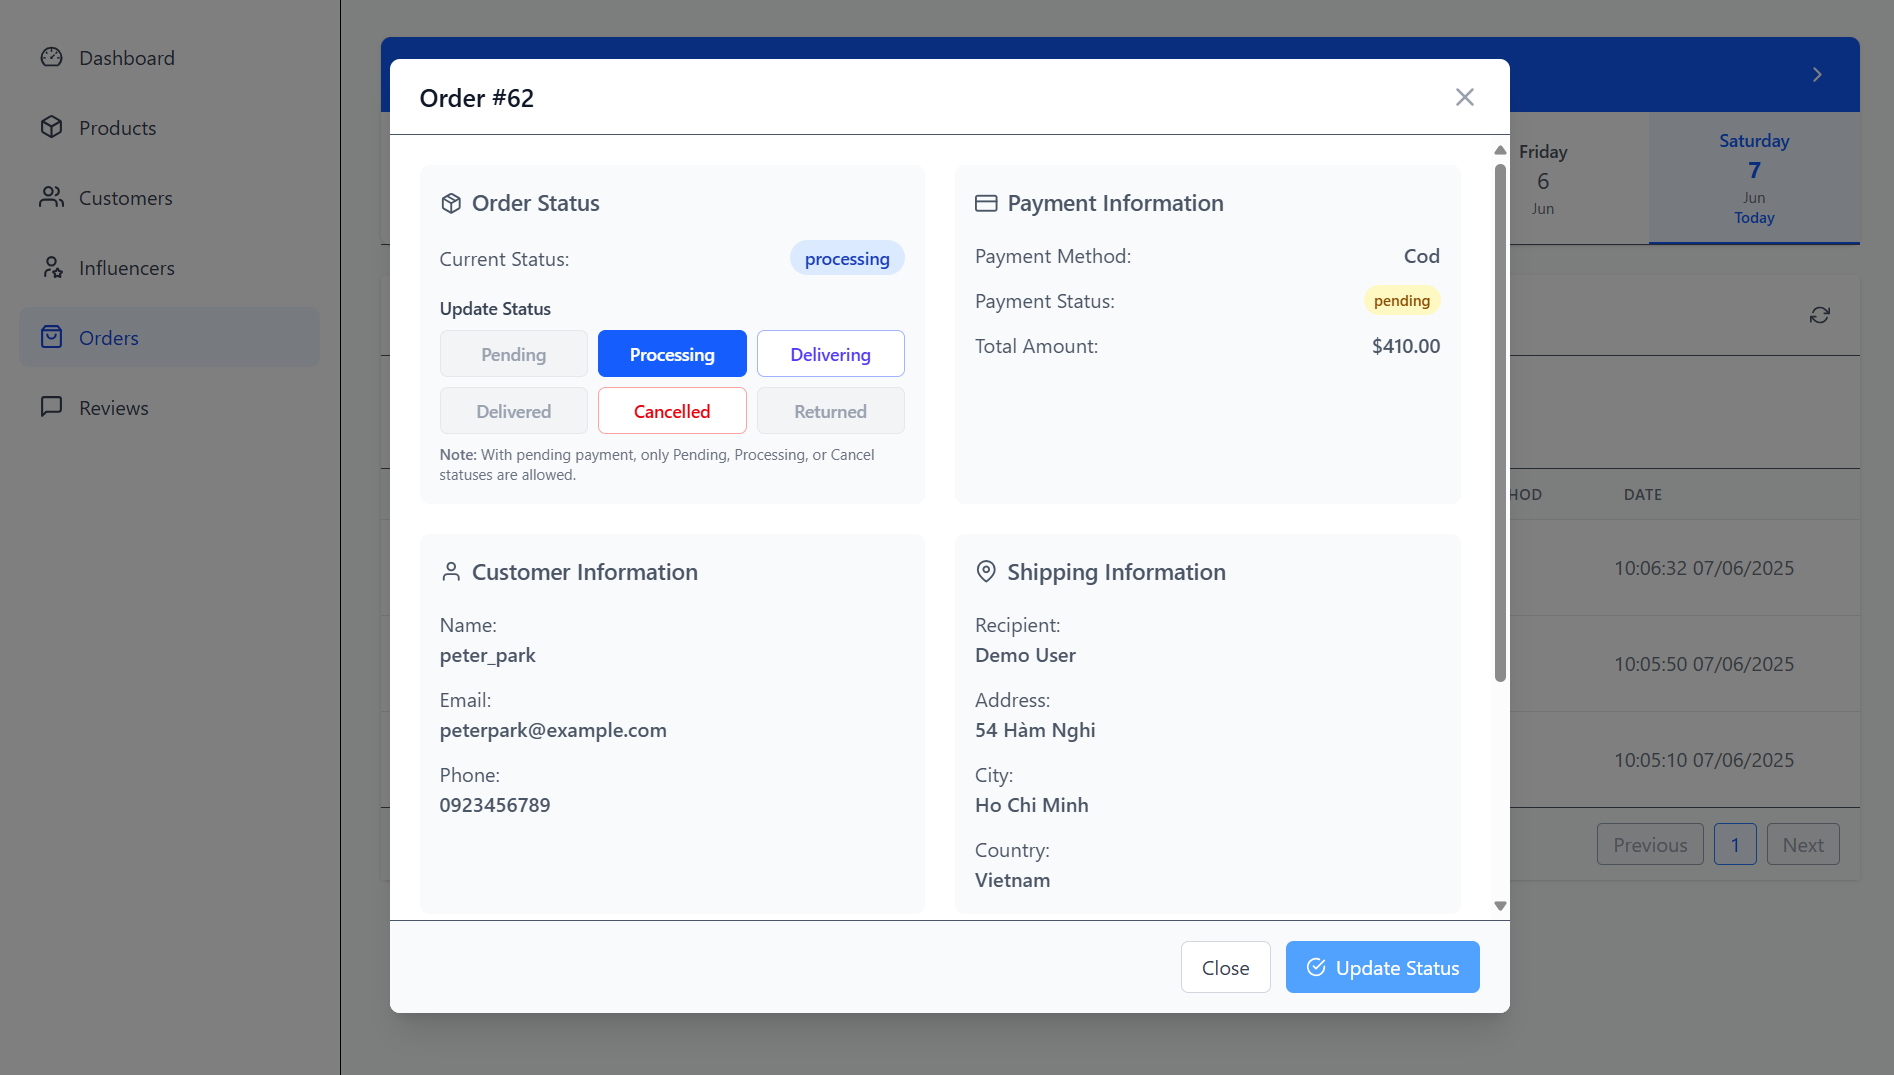 Dashboard
Products
Customers
Influencers
Orders
Reviews
Order #62
Order Status
Current Status:
processing
Update Status
Pending
Processing
Delivering
Delivered
Cancelled
Returned
Note: With pending payment, only Pending, Processing, or Cancel
statuses are allowed.
Payment Information
Payment Method:
Cod
Payment Status:
pending
Total Amount:
$410.00
Customer Information
Name:
peter_park
Email:
peterpark@example.com
Phone:
0923456789
Shipping Information
Recipient:
Demo User
Address:
54 Hàm Nghi
City:
Ho Chi Minh
Country:
Vietnam
Close
Update Status
Friday
6
Jun
Saturday
7
Jun
Today
DATE
10:06:32 07/06/2025
10:05:50 07/06/2025
10:05:10 07/06/2025
Previous
1
Next